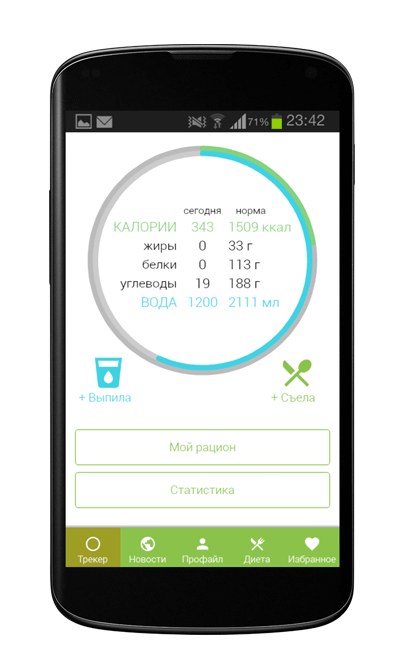 71% 23:42
сегодня норма
КАЛОРИИ 343 1509 ккал
жиры 0 33 г
белки 0 113 г
углеводы 19 188 г
ВОДА 1200 2111 мл
+ Выпила + Съела
Мой рацион
Статистика
Трекер Новости Профайл Диета Избранное